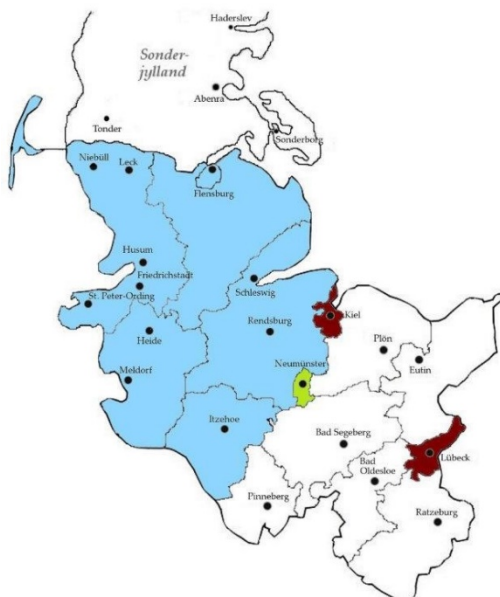 Haderslev
Sonder-
jylland
Abenra
Tonder
Sonderborg
Niebüll
Leck
Flensburg
Husum
Friedrichstadt
Schleswig
St. Peter-Ording
Kiel
Heide
Rendsburg
Plön
Eutin
Meldorf
Neumünster
Itzehoe
Bad Segeberg
Lübeck
Bad
Oldesloe
Pinneberg
Ratzeburg